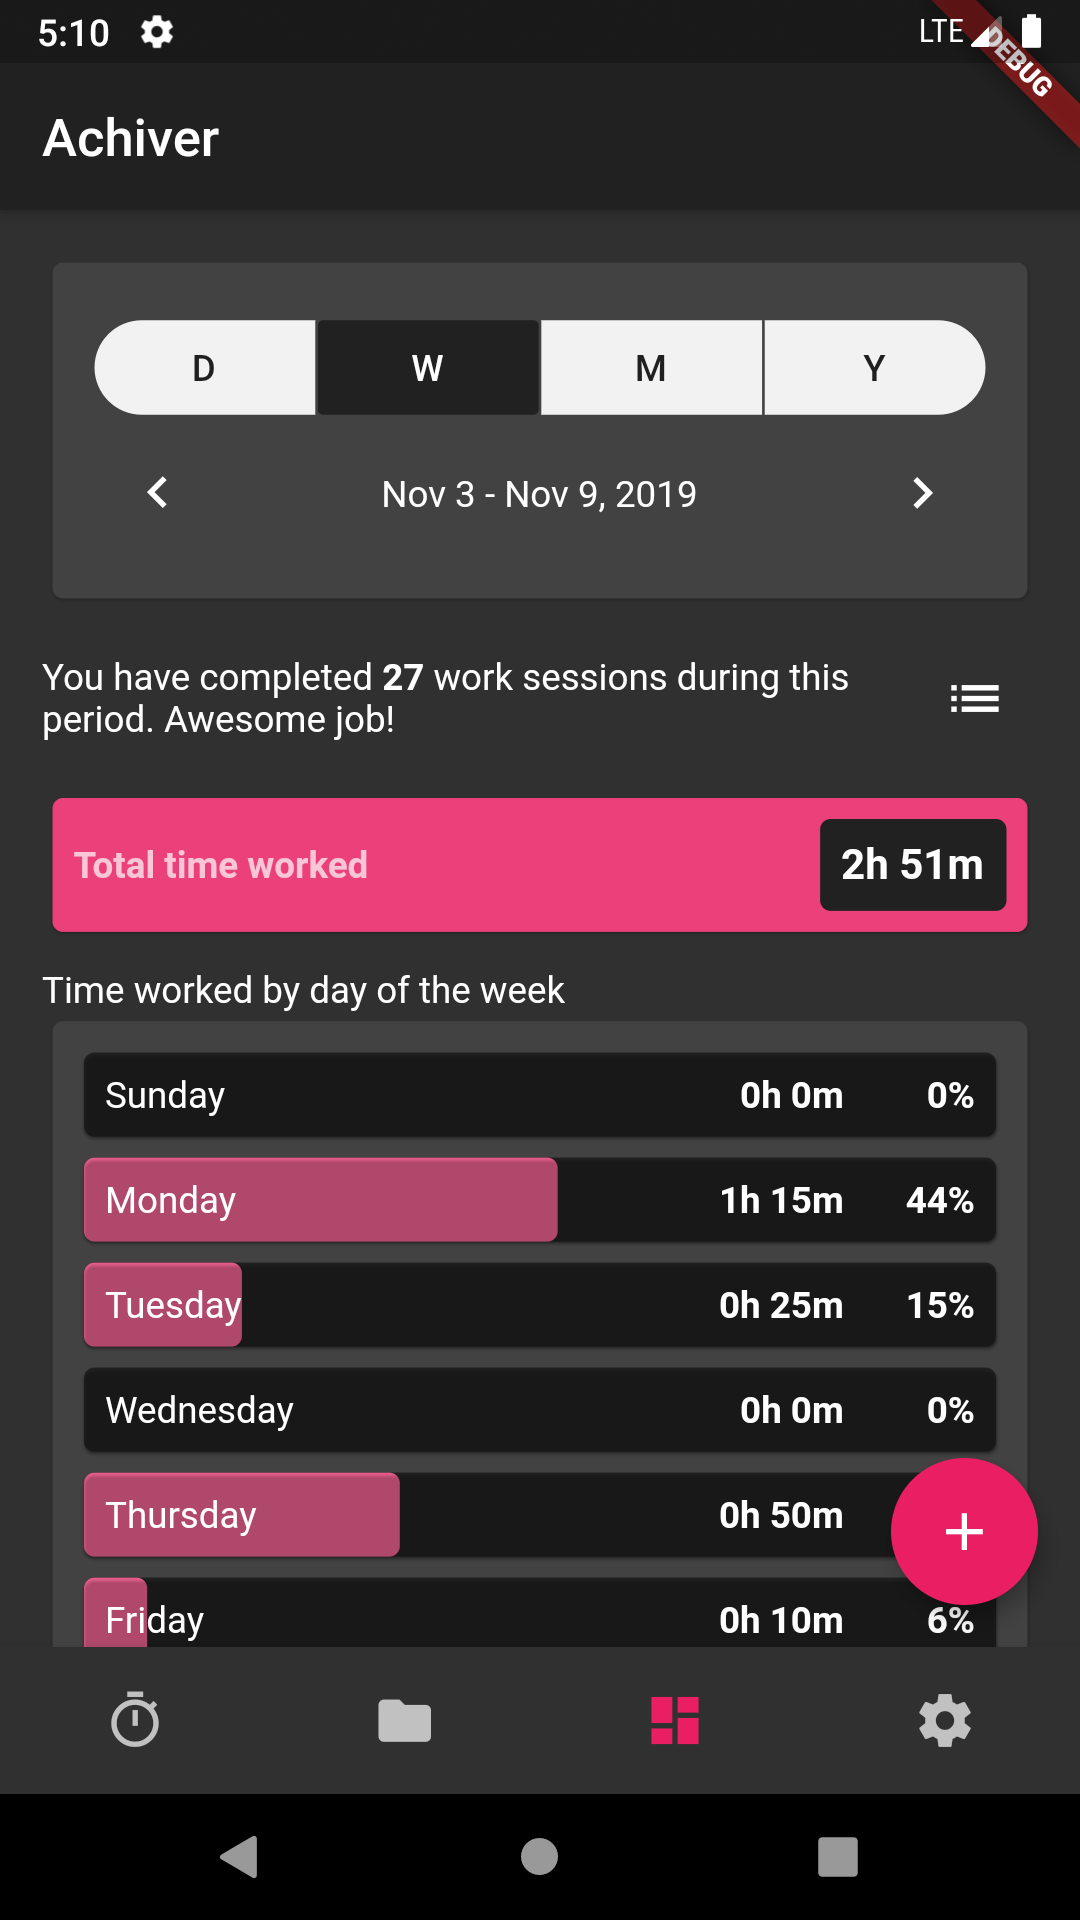 5:10 LTE
DEBUG
Achiver
D W M Y
Nov 3 - Nov 9, 2019
You have completed 27 work sessions during this
period. Awesome job!
Total time worked 2h 51m
Time worked by day of the week
Sunday 0h 0m 0%
Monday 1h 15m 44%
Tuesday 0h 25m 15%
Wednesday 0h 0m 0%
Thursday 0h 50m
Friday 0h 10m 6%